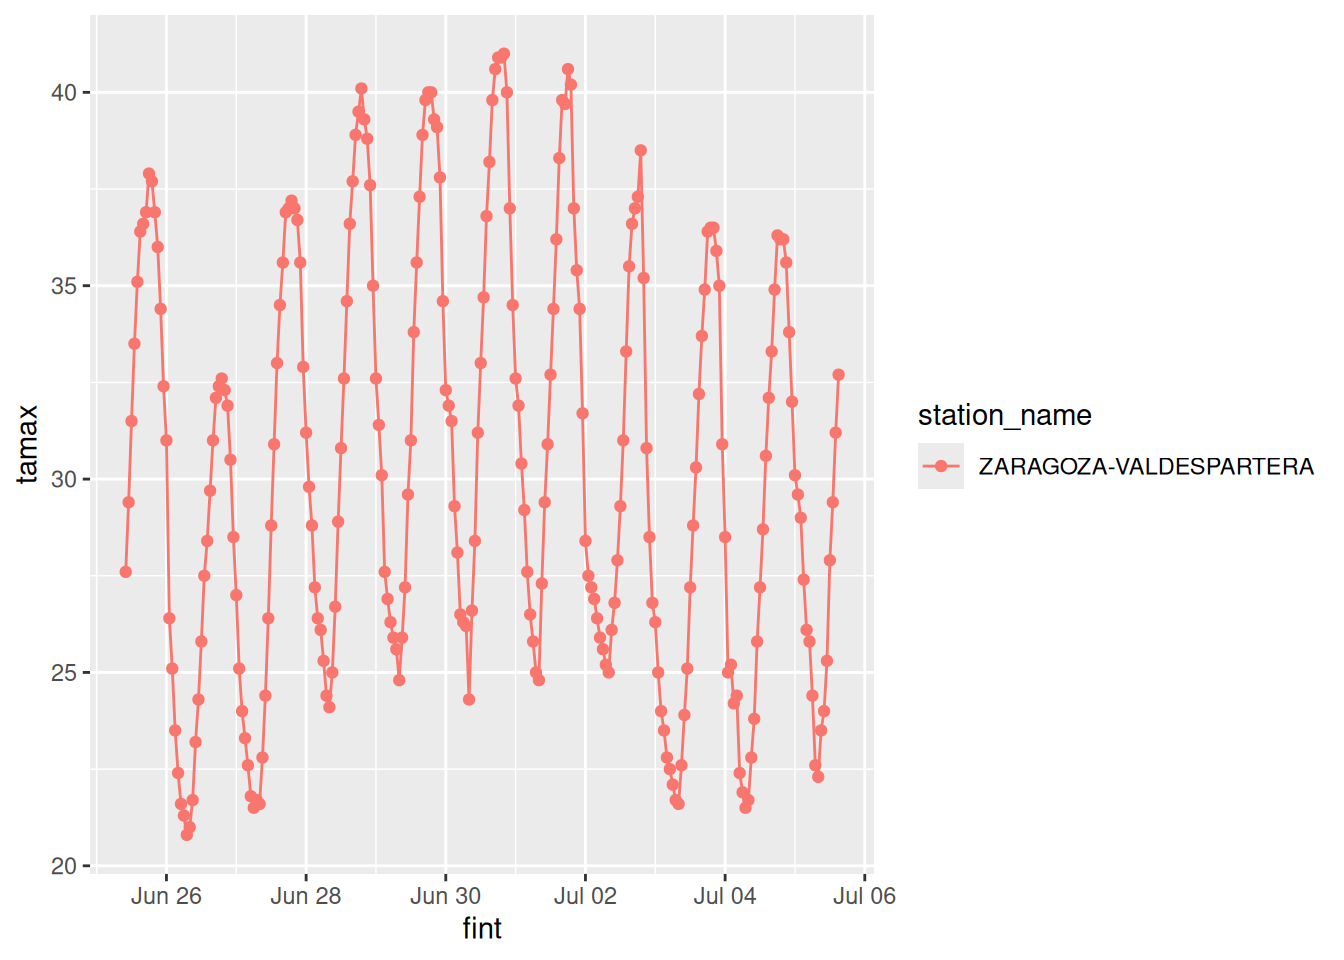 40
35
30
25
20
tamax
Jun 26
Jun 28
Jun 30
Jul 02
Jul 04
Jul 06
fint
station_name
ZARAGOZA-VALDESPARTERA